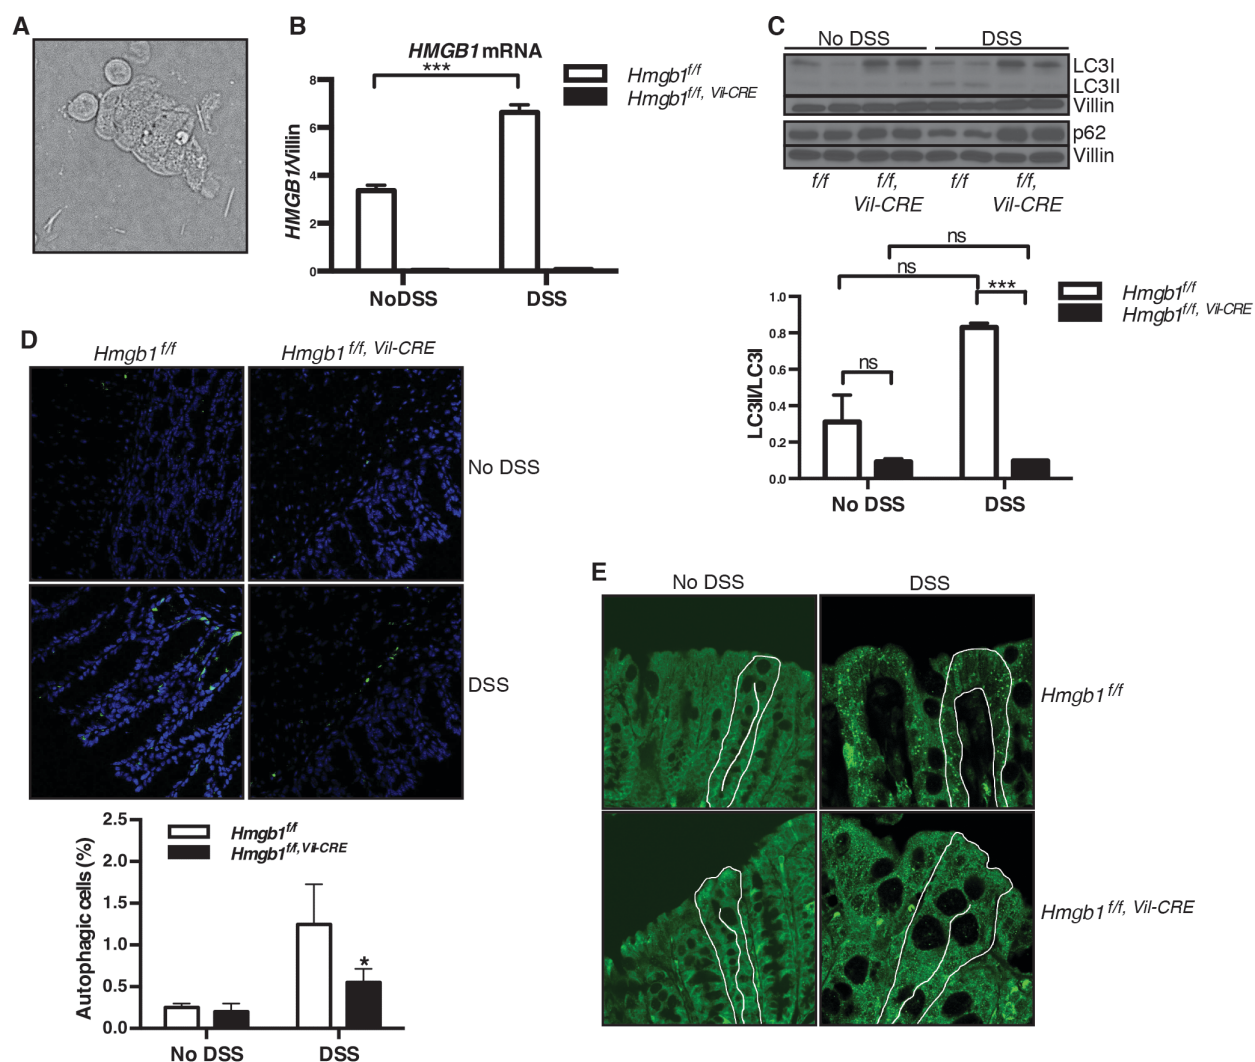 A
B
HMGB1 mRNA
***
8
6
4
2
0
HMGB1/Villin
NoDSS
DSS
Hmgb1f/f
Hmgb1f/f, Vil-CRE
C
No DSS
DSS
LC3I
LC3II
Villin
p62
Villin
f/f
f/f,
Vil-CRE
f/f
f/f,
Vil-CRE
ns
ns
***
ns
1.0
0.8
0.6
0.4
0.2
0.0
LC3II/LC3I
No DSS
DSS
Hmgb1f/f
Hmgb1f/f, Vil-CRE
D
Hmgb1f/f
Hmgb1f/f, Vil-CRE
No DSS
DSS
2.5
2.0
1.5
1.0
0.5
0.0
Autophagic cells (%)
Hmgb1f/f
Hmgb1f/f,Vil-CRE
*
No DSS
DSS
E
No DSS
DSS
Hmgb1f/f
Hmgb1f/f, Vil-CRE